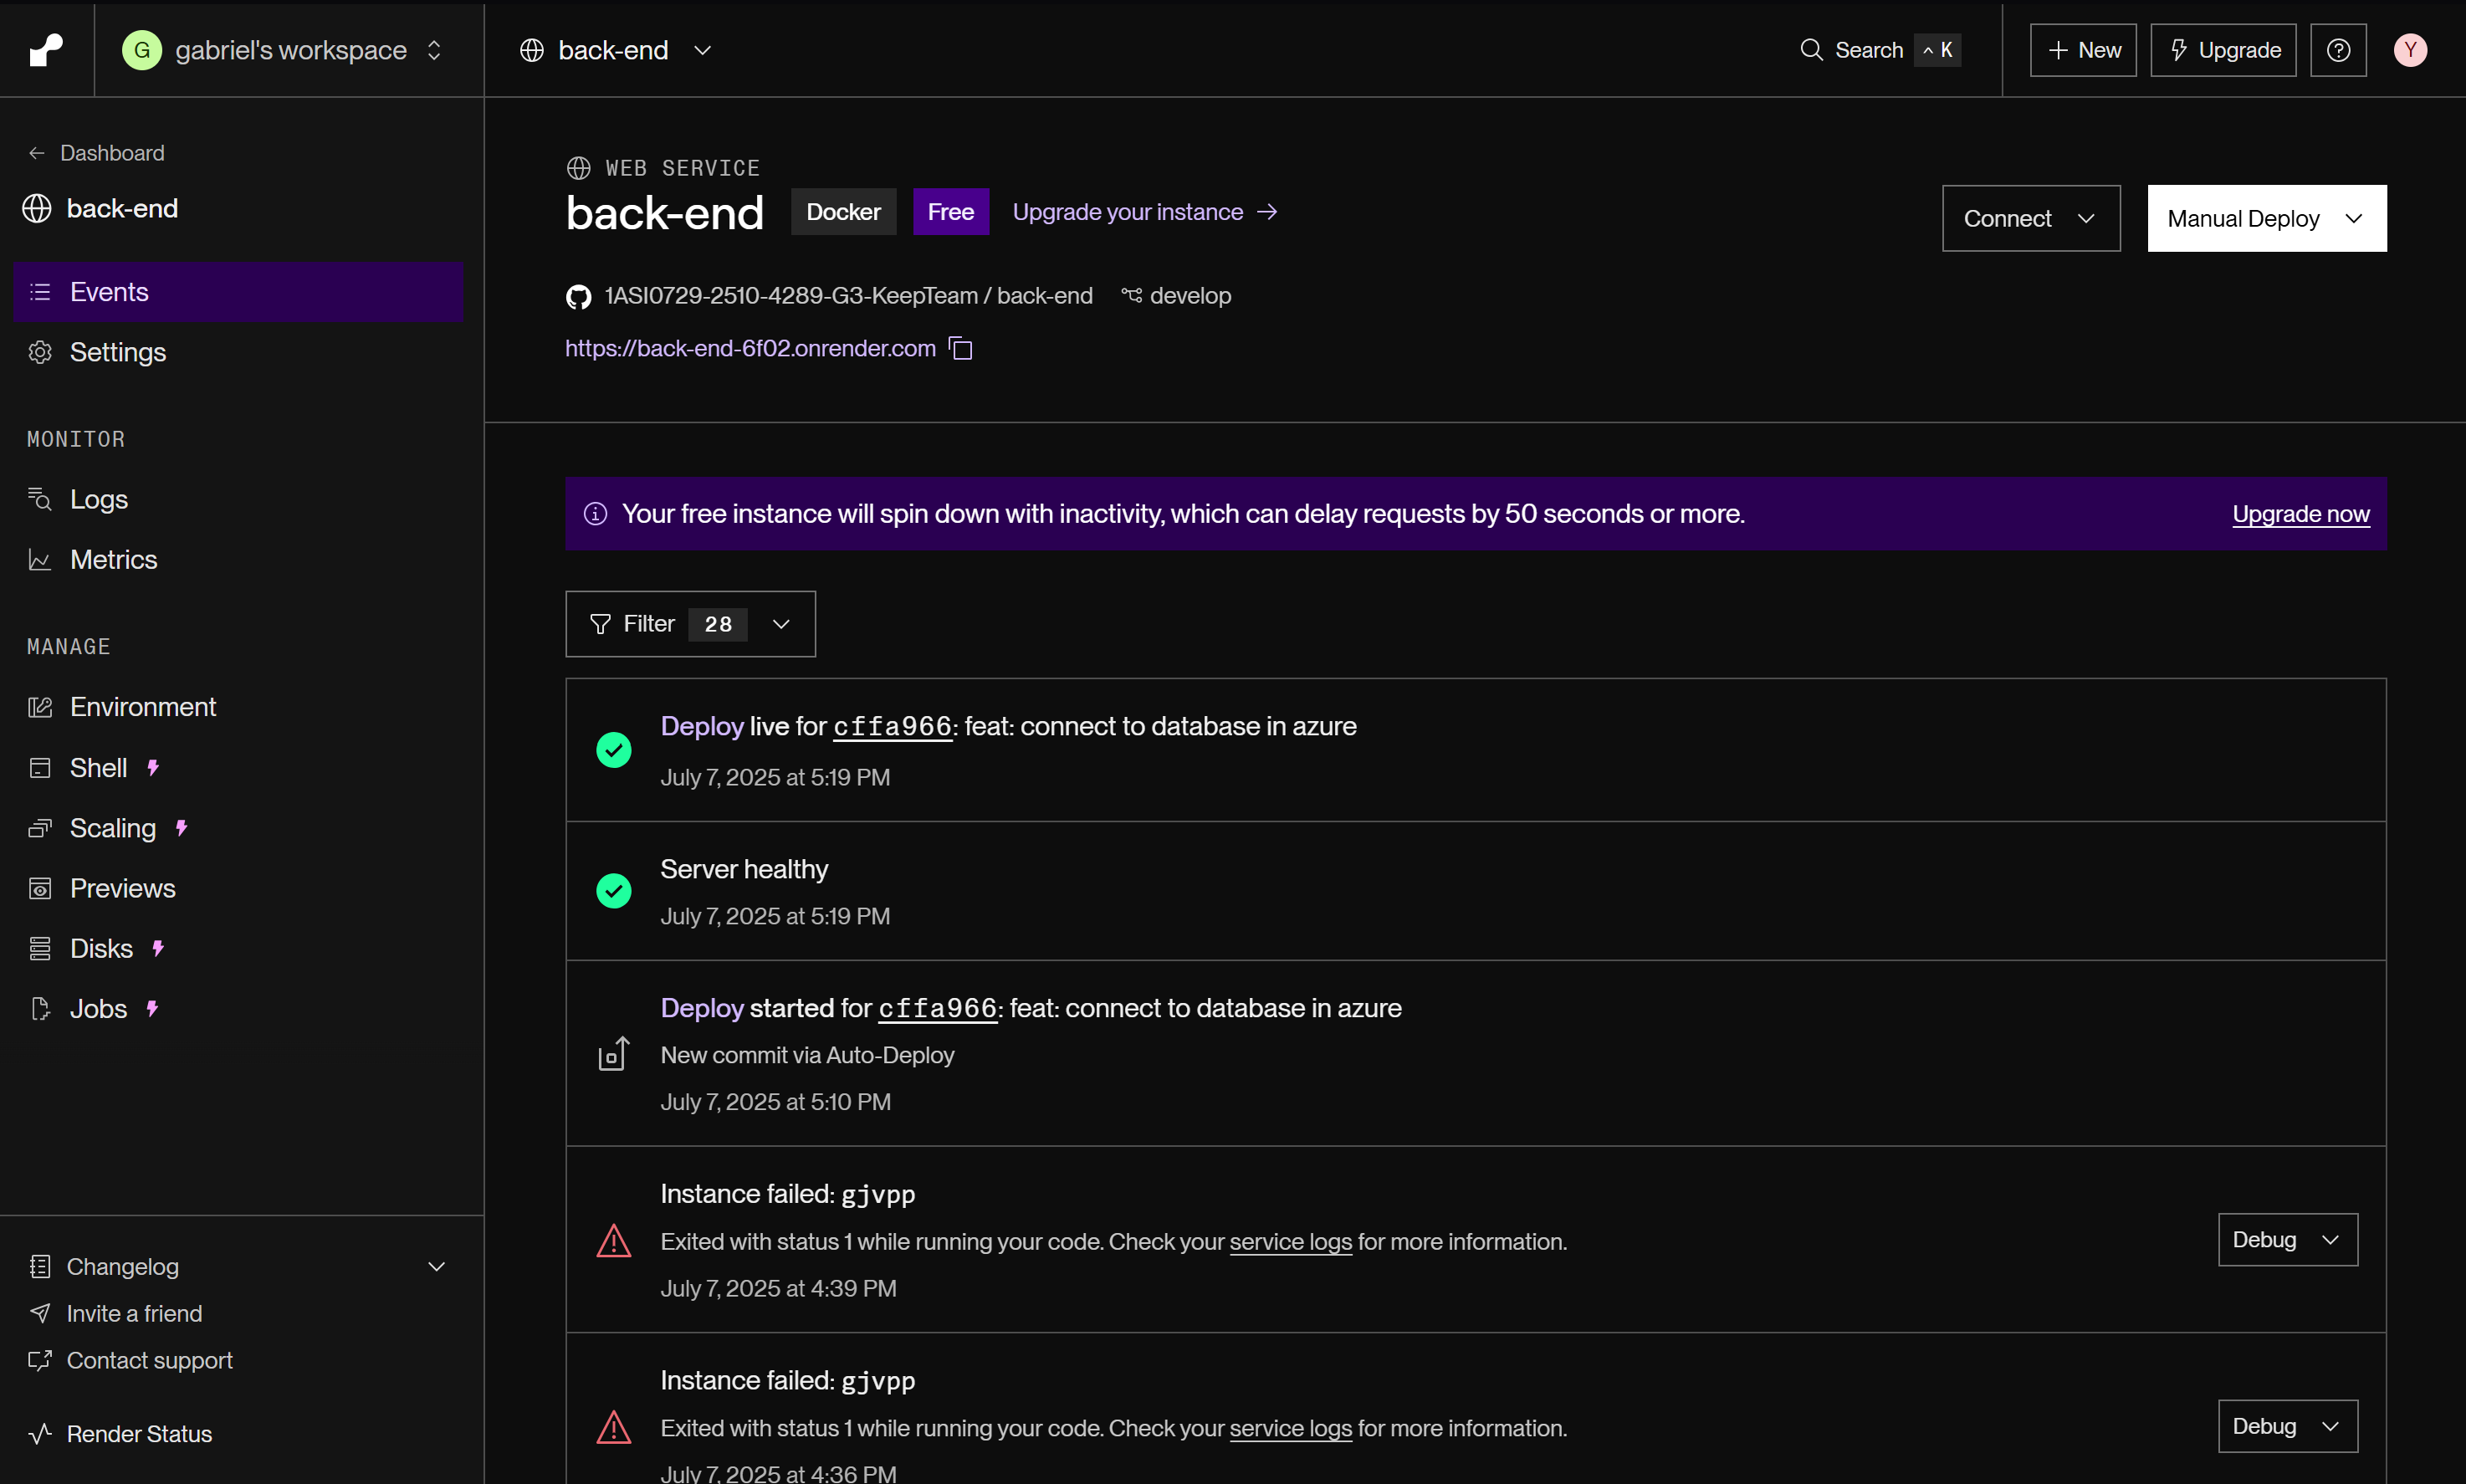 G gabriel's workspace
back-end
Search ^ K
+ New
Upgrade
Y
← Dashboard
back-end
Events
Settings
MONITOR
Logs
Metrics
MANAGE
Environment
Shell
Scaling
Previews
Disks
Jobs
Changelog
Invite a friend
Contact support
Render Status
WEB SERVICE
back-end Docker Free Upgrade your instance →
Connect
Manual Deploy
1ASI0729-2510-4289-G3-KeepTeam / back-end develop
https://back-end-6f02.onrender.com
Your free instance will spin down with inactivity, which can delay requests by 50 seconds or more.
Upgrade now
Filter 28
Deploy live for cffa966: feat: connect to database in azure
July 7, 2025 at 5:19 PM
Server healthy
July 7, 2025 at 5:19 PM
Deploy started for cffa966: feat: connect to database in azure
New commit via Auto-Deploy
July 7, 2025 at 5:10 PM
Instance failed: gjvpp
Exited with status 1 while running your code. Check your service logs for more information.
July 7, 2025 at 4:39 PM
Debug
Instance failed: gjvpp
Exited with status 1 while running your code. Check your service logs for more information.
July 7, 2025 at 4:36 PM
Debug